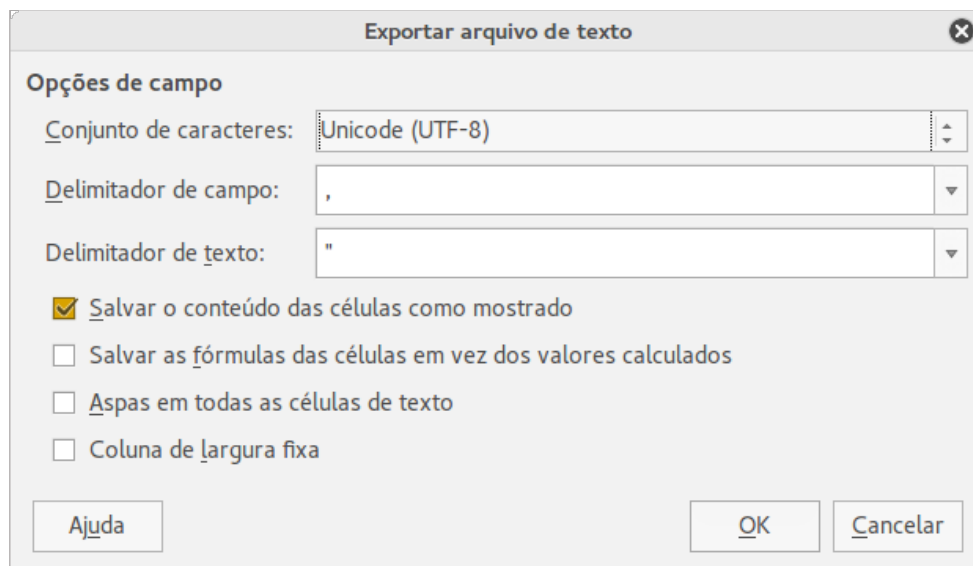 Exportar arquivo de texto
Opções de campo
Conjunto de caracteres: Unicode (UTF-8)
Delimitador de campo: ,
Delimitador de texto: "
Salvar o conteúdo das células como mostrado
Salvar as fórmulas das células em vez dos valores calculados
Aspas em todas as células de texto
Coluna de largura fixa
Ajuda OK Cancelar